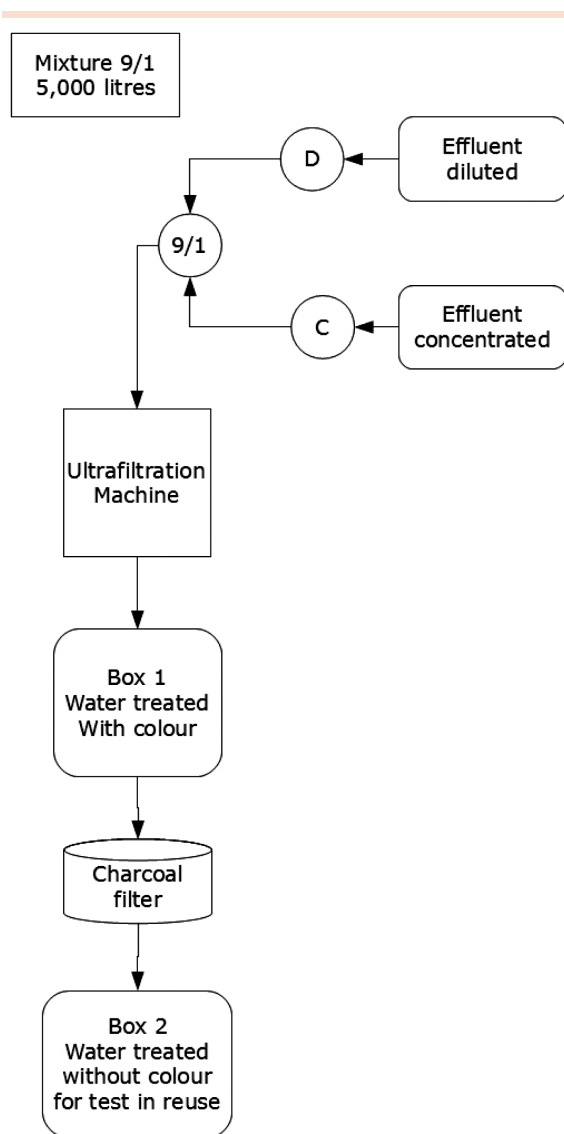 Mixture 9/1
5,000 litres
D
Effluent
diluted
9/1
C
Effluent
concentrated
Ultrafiltration
Machine
Box 1
Water treated
With colour
Charcoal
filter
Box 2
Water treated
without colour
for test in reuse